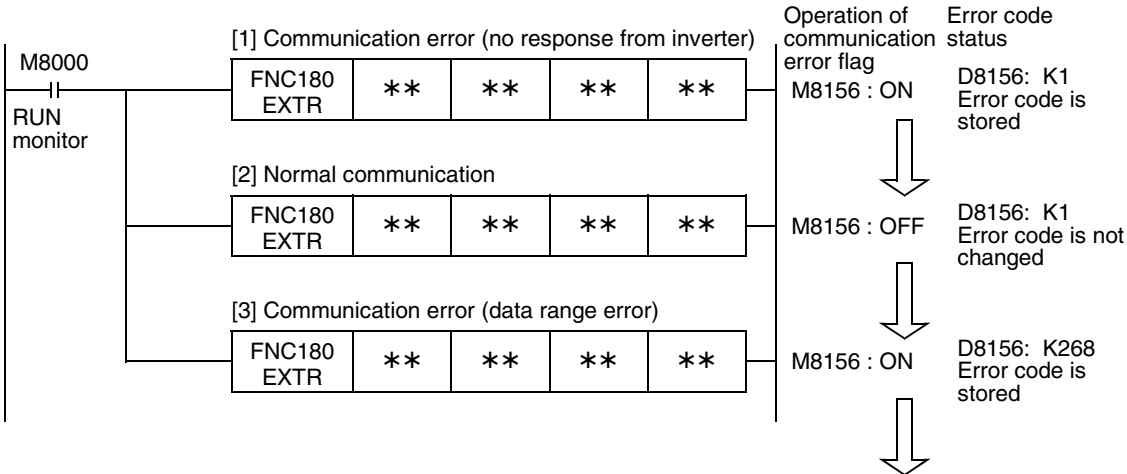 Operation of communication error flag
Error code status
[1] Communication error (no response from inverter)
M8000
RUN monitor
FNC180 EXTR
∗∗
∗∗
∗∗
∗∗
M8156 : ON
D8156: K1
Error code is stored
[2] Normal communication
FNC180 EXTR
∗∗
∗∗
∗∗
∗∗
M8156 : OFF
D8156: K1
Error code is not changed
[3] Communication error (data range error)
FNC180 EXTR
∗∗
∗∗
∗∗
∗∗
M8156 : ON
D8156: K268
Error code is stored